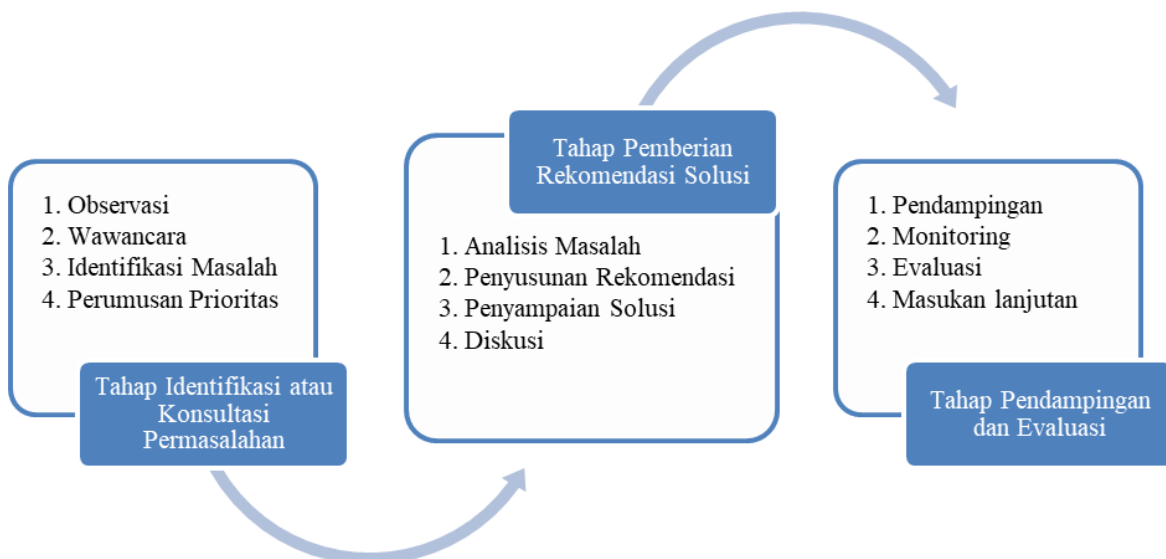 1. Observasi
2. Wawancara
3. Identifikasi Masalah
4. Perumusan Prioritas
Tahap Identifikasi atau
Konsultasi
Permasalahan
Tahap Pemberian
Rekomendasi Solusi
1. Analisis Masalah
2. Penyusunan Rekomendasi
3. Penyampaian Solusi
4. Diskusi
1. Pendampingan
2. Monitoring
3. Evaluasi
4. Masukan lanjutan
Tahap Pendampingan
dan Evaluasi